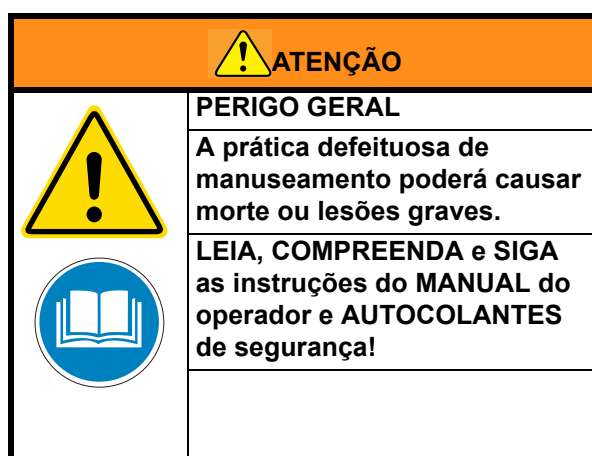 ATENÇÃO
PERIGO GERAL
A prática defeituosa de
manuseamento poderá causar
morte ou lesões graves.
LEIA, COMPREENDA e SIGA
as instruções do MANUAL do
operador e AUTOCOLANTES
de segurança!